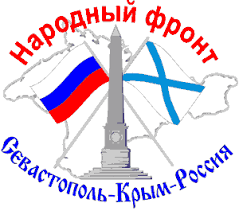 Народный фронт
Севастополь-Крым-Россия